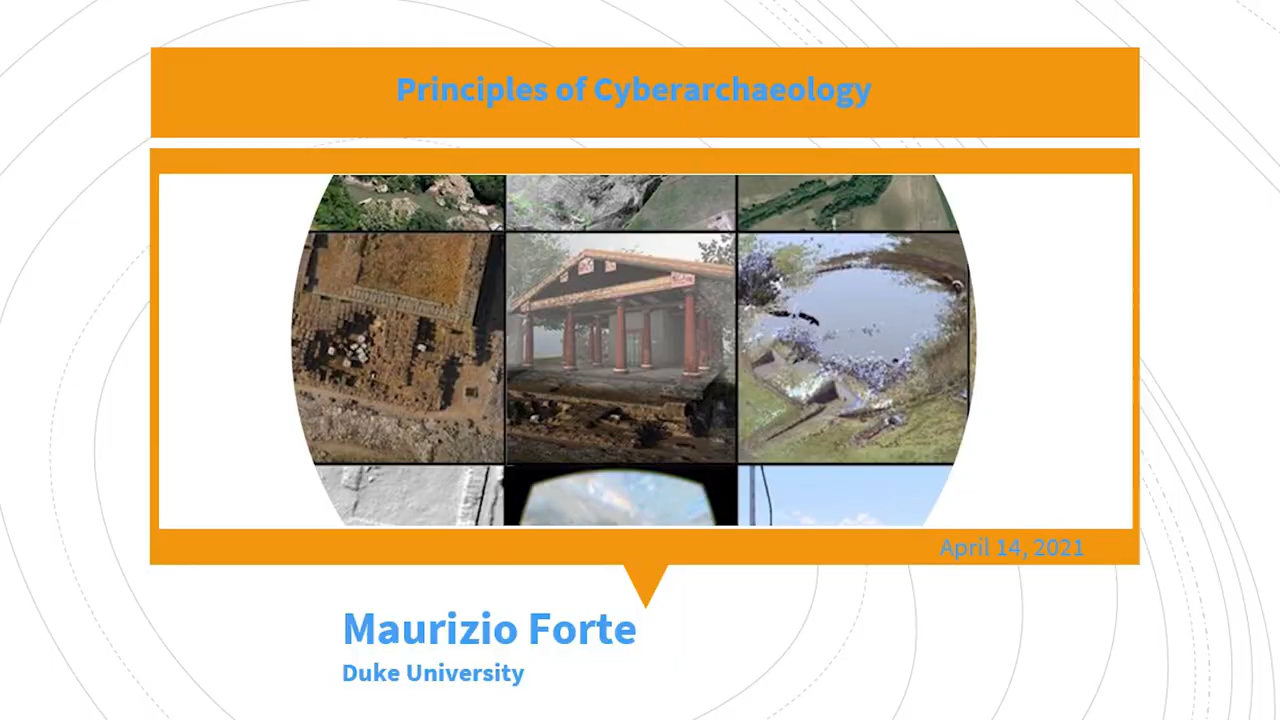 Principles of Cyberarchaeology
April 14, 2021
Maurizio Forte
Duke University